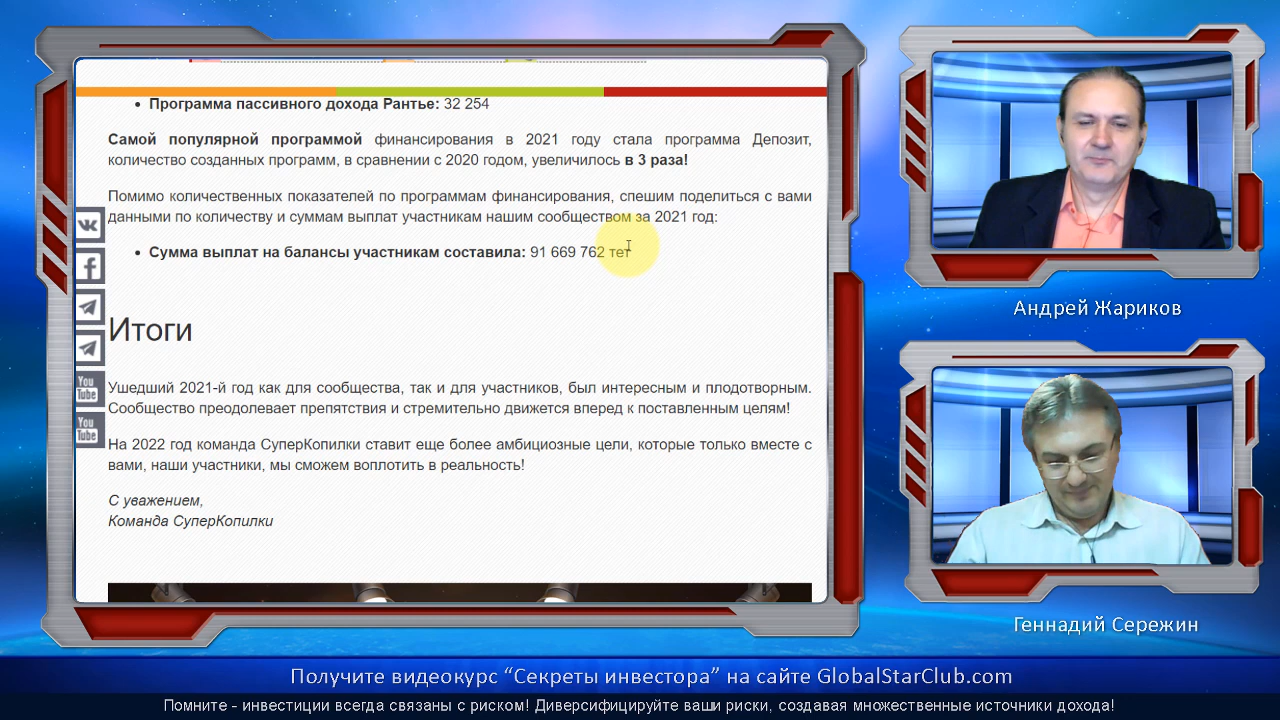 • Программа пассивного дохода Рантье: 32 254
Самой популярной программой финансирования в 2021 году стала программа Депозит,
количество созданных программ, в сравнении с 2020 годом, увеличилось в 3 раза!
Помимо количественных показателей по программам финансирования, спешим поделиться с вами
данными по количеству и суммам выплат участникам нашим сообществом за 2021 год:
• Сумма выплат на балансы участникам составила: 91 669 762 тет
Итоги
Ушедший 2021-й год как для сообщества, так и для участников, был интересным и плодотворным.
Сообщество преодолевает препятствия и стремительно движется вперед к поставленным целям!
На 2022 год команда СуперКопилки ставит еще более амбициозные цели, которые только вместе с
вами, наши участники, мы сможем воплотить в реальность!
С уважением,
Команда СуперКопилки
You
Tube
You
Tube
Андрей Жариков
Геннадий Сережин
Получите видеокурс “Секреты инвестора” на сайте GlobalStarClub.com
Помните - инвестиции всегда связаны с риском! Диверсифицируйте ваши риски, создавая множественные источники дохода!